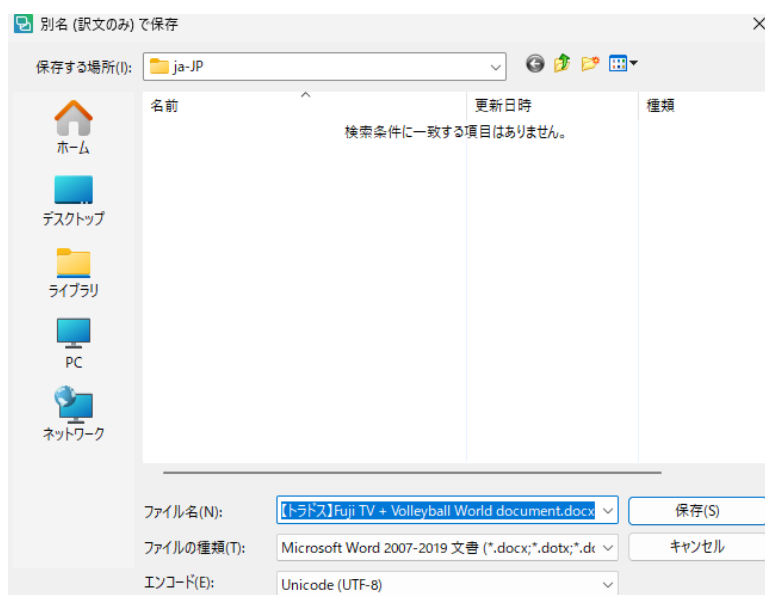 別名 (訳文のみ) で保存
保存する場所(I):
ja-JP
名前
更新日時
種類
検索条件に一致する項目はありません。
ホーム
デスクトップ
ライブラリ
PC
ネットワーク
ファイル名(N):
【トラドス】Fuji TV + Volleyball World document.docx
保存(S)
ファイルの種類(T):
Microsoft Word 2007-2019 文書 (*.docx;*.dotx;*.dc
キャンセル
エンコード(E):
Unicode (UTF-8)